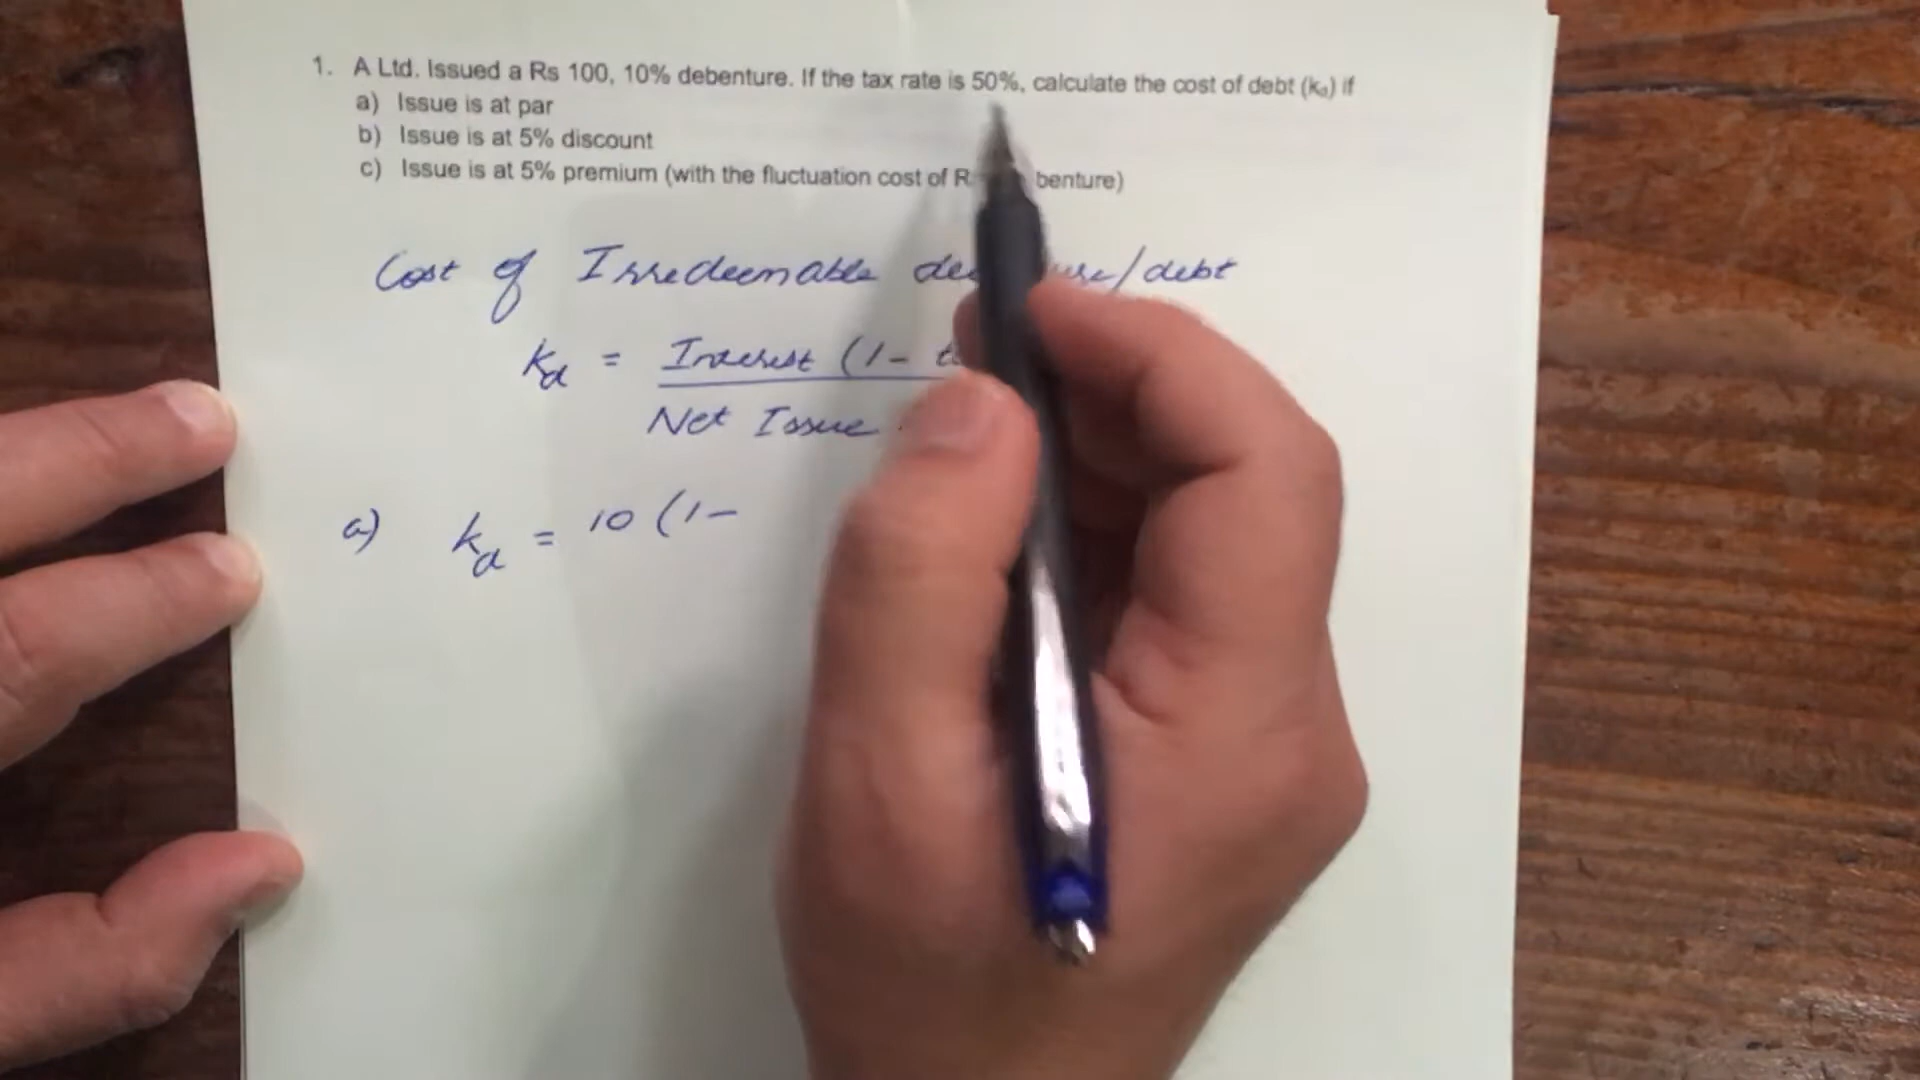 1. A Ltd. Issued a Rs 100, 10% debenture. If the tax rate is 50%, calculate the cost of debt (kd) if
a) Issue is at par
b) Issue is at 5% discount
c) Issue is at 5% premium (with the fluctuation cost of R benture)
Cost of Irredeemable /debt
kd = Interest (1-
Net Issue
a) kd = 10 (1-